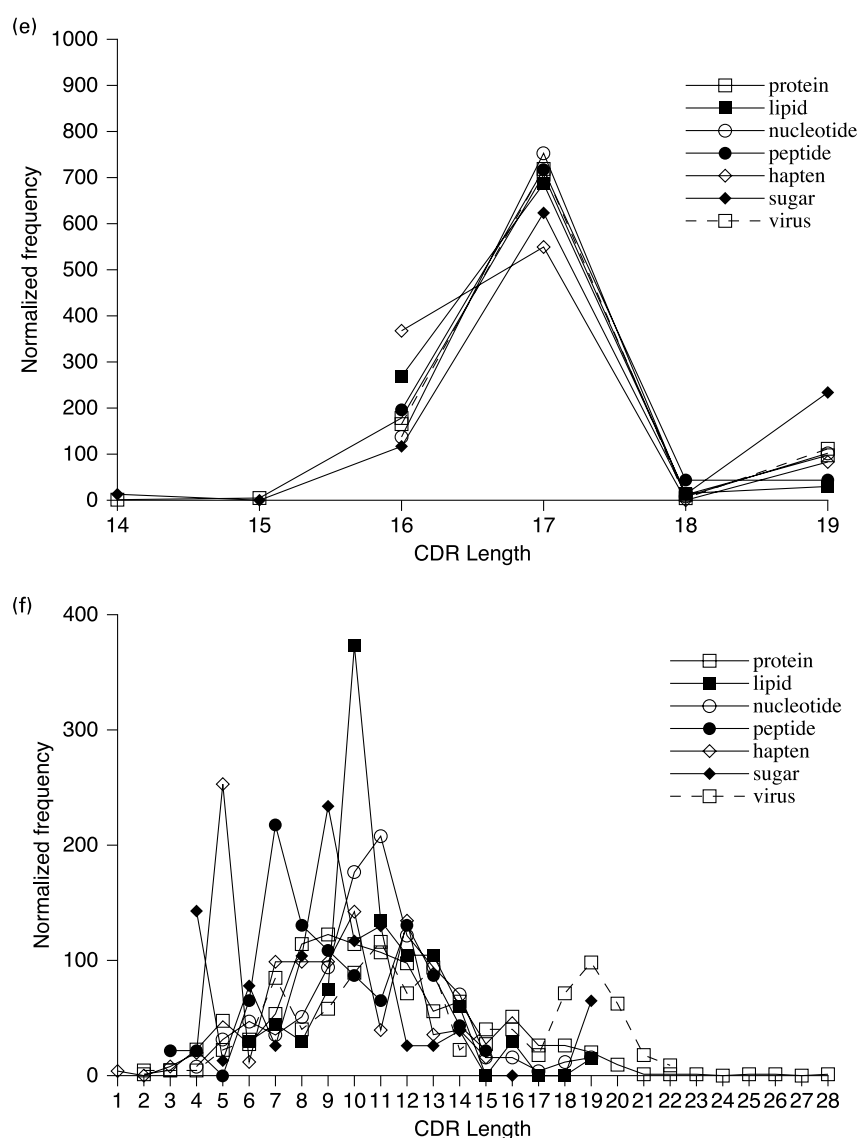 (e)
1000
900
800
700
600
500
400
300
200
100
0
Normalized frequency
protein
lipid
nucleotide
peptide
hapten
sugar
virus
14 15 16 17 18 19
CDR Length
(f)
400
300
200
100
0
Normalized frequency
protein
lipid
nucleotide
peptide
hapten
sugar
virus
1 2 3 4 5 6 7 8 9 10 11 12 13 14 15 16 17 18 19 20 21 22 23 24 25 26 27 28
CDR Length